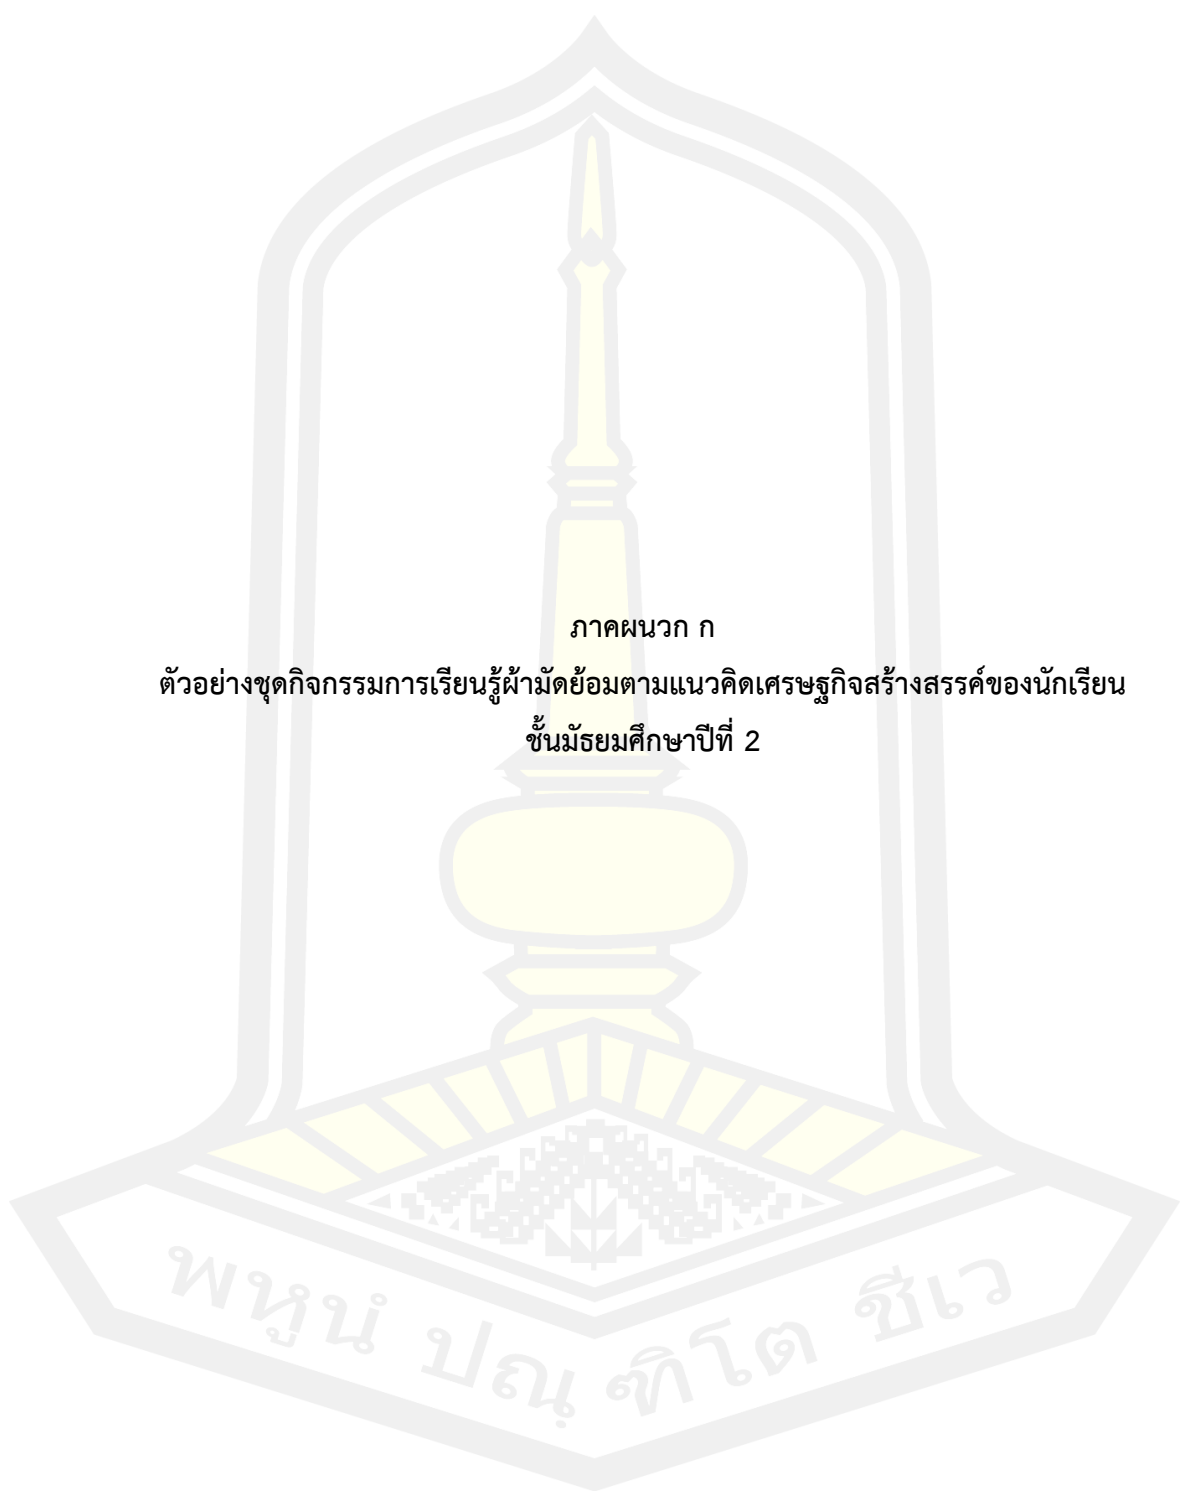 ภาคผนวก ก
ตัวอย่างชุดกิจกรรมการเรียนรู้ผ้ามัดย้อมตามแนวคิดเศรษฐกิจสร้างสรรค์ของนักเรียน
ชั้นมัธยมศึกษาปีที่ 2
พหูนํ ปณฺฑิโต ชีเว